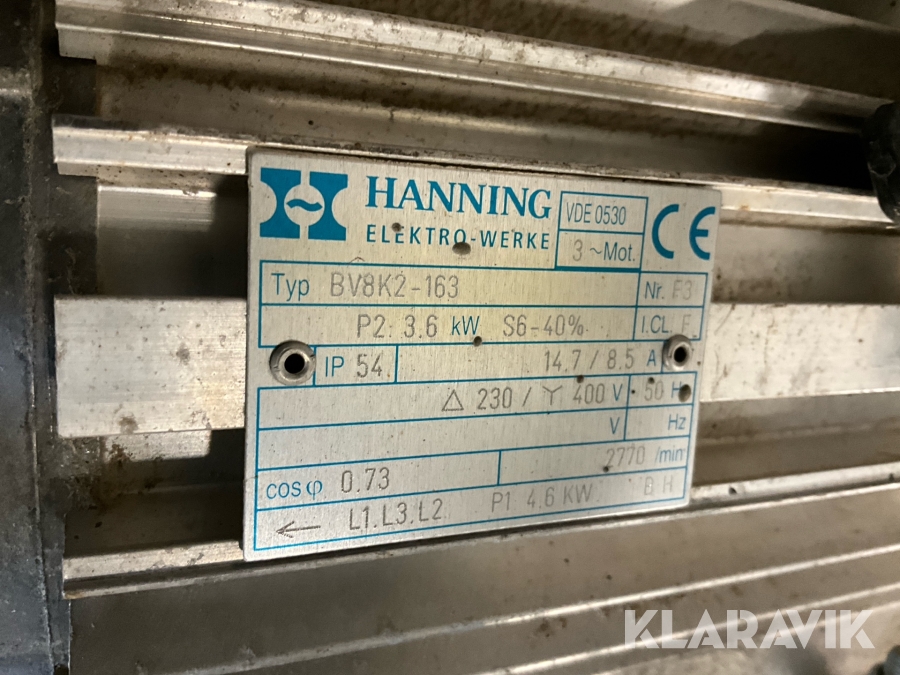 HANNING
ELEKTRO-WERKE
VDE 0530
3 ~ Mot.
CE
Typ BV8K2-163
Nr. F3
P2: 3,6 kW S6-40%
I.CL. F
IP 54
14,7 / 8,5 A
△ 230 / Y 400 V 50 Hz
V Hz
cosφ 0.73
2770 /min
← L1.L3.L2 P1 4.6 KW
KLARAVIK